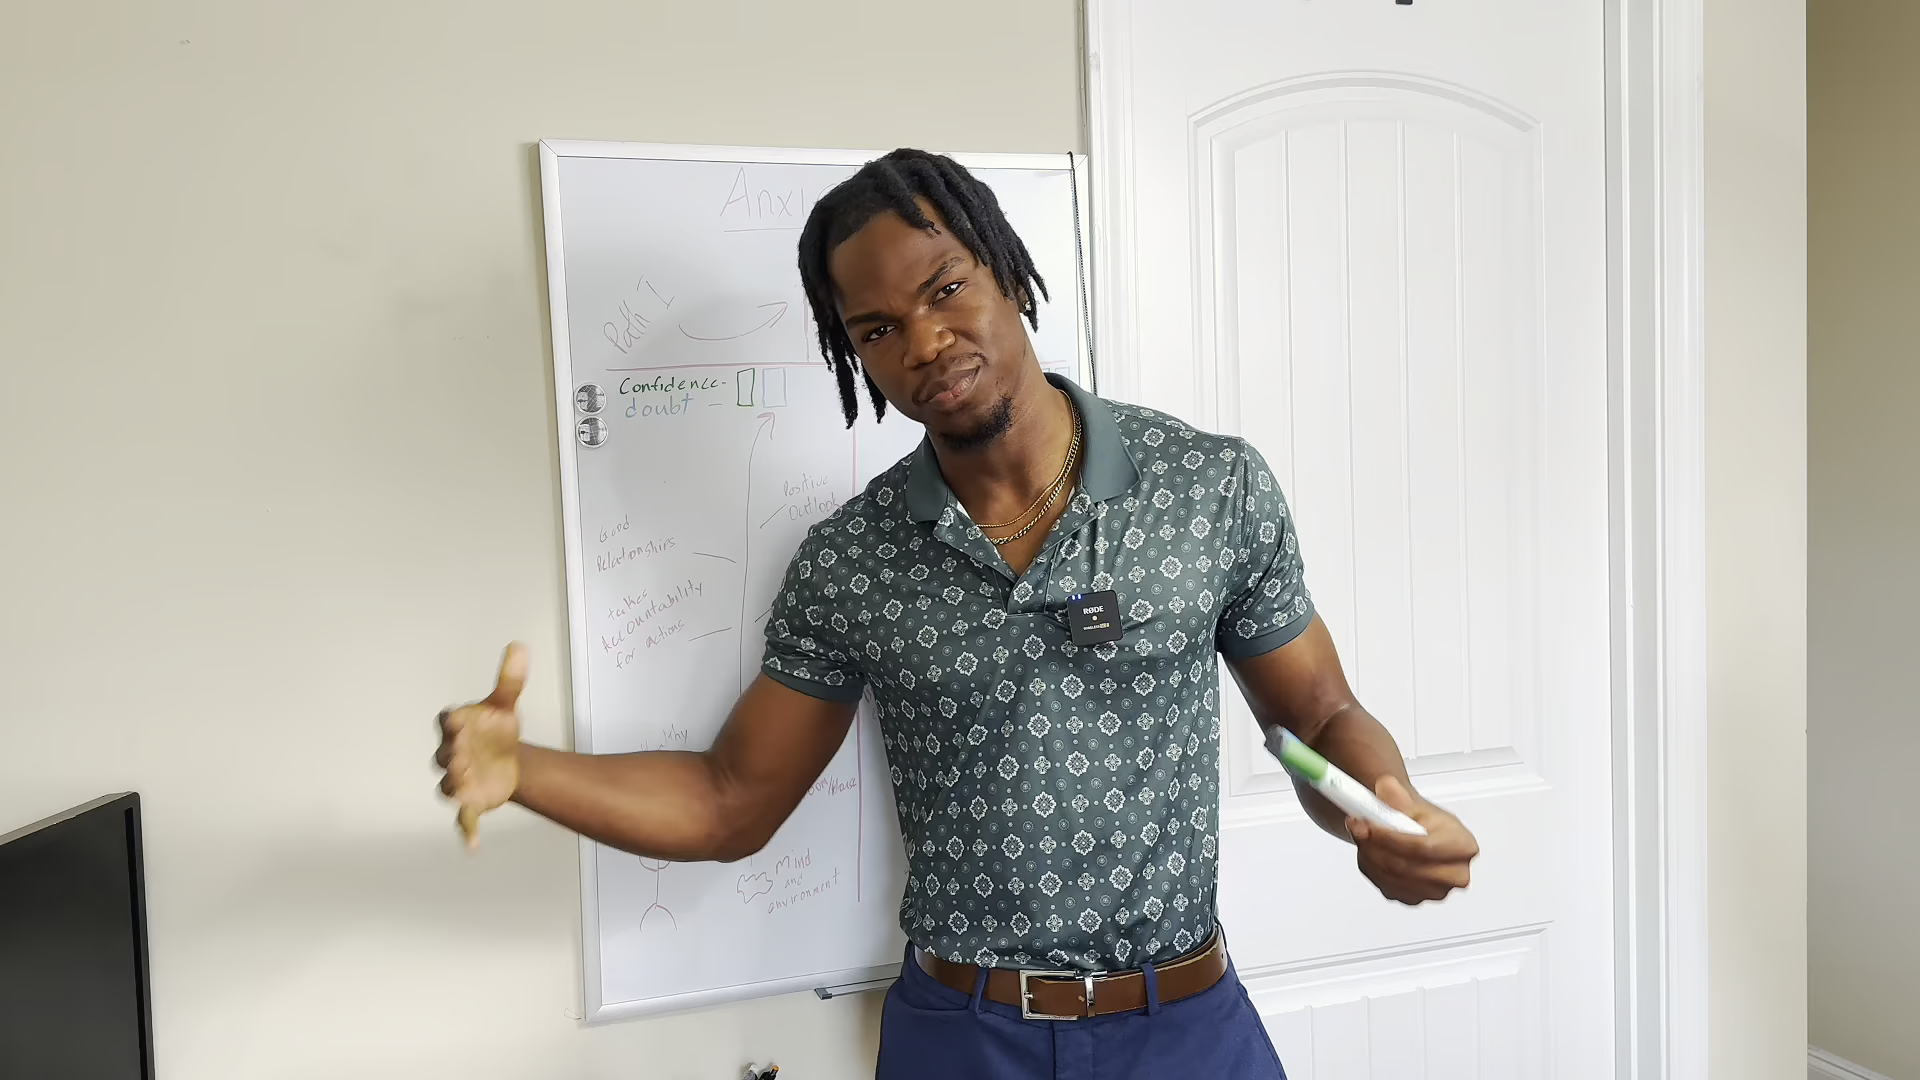 Anxi
Path 1
Confidence-
doubt -
Positive
Outlook
Good
Relationships
takes
Accountability
for actions
RØDE
mind
and
environment